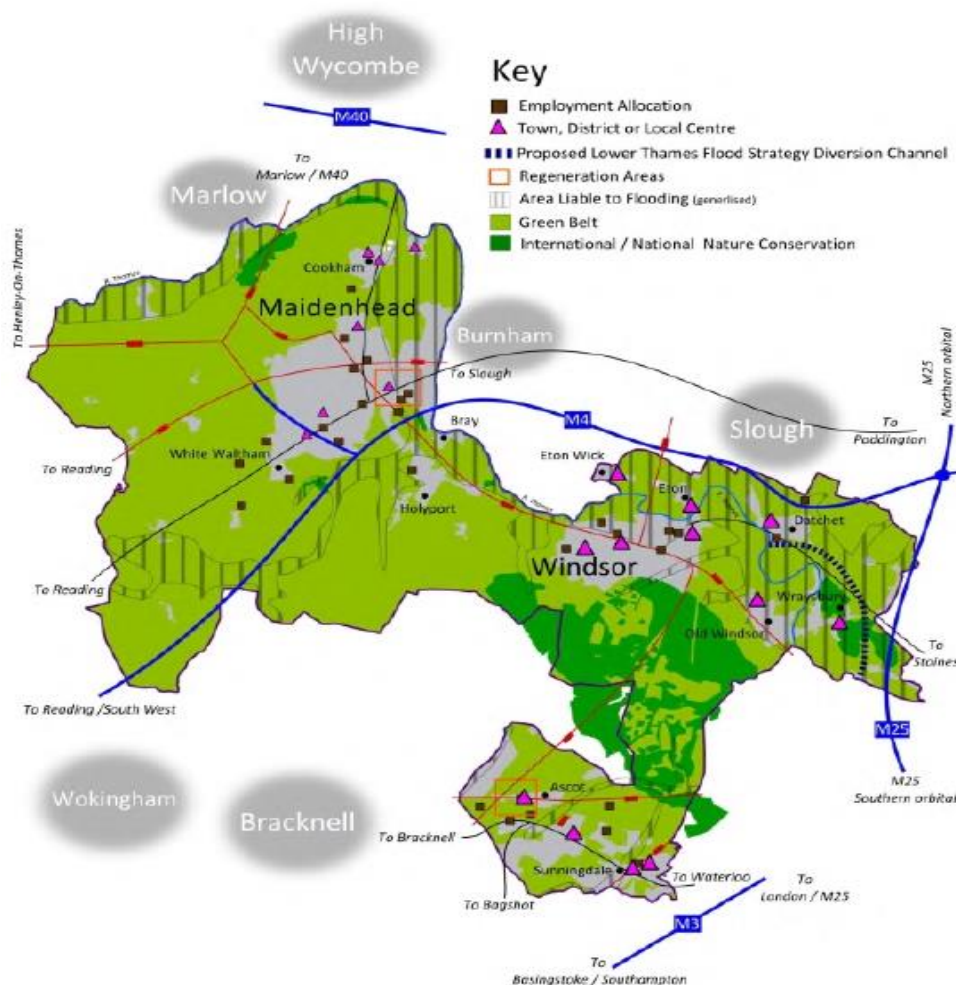 High
Wycombe
Key
Employment Allocation
Town, District or Local Centre
Proposed Lower Thames Flood Strategy Diversion Channel
Regeneration Areas
Area Liable to Flooding (generlised)
Green Belt
International / National Nature Conservation
M40
To
Marlow / M40
Marlow
To Henley-On-Thames
R. Thames
Cookham
Maidenhead
Burnham
To Slough
M25
Northern orbital
M4
Slough
To
Paddington
Bray
To Reading
White Waltham
Eton Wick
Eton
Holyport
R. Thames
Datchet
Windsor
To Reading
Wraysbury
Old Windsor
To
Staines
To Reading /South West
M25
M25
Southern orbital
Wokingham
Bracknell
Ascot
To Bracknell
Sunningdale
To Waterloo
To Bagshot
To
London / M25
M3
To
Basingstoke / Southampton